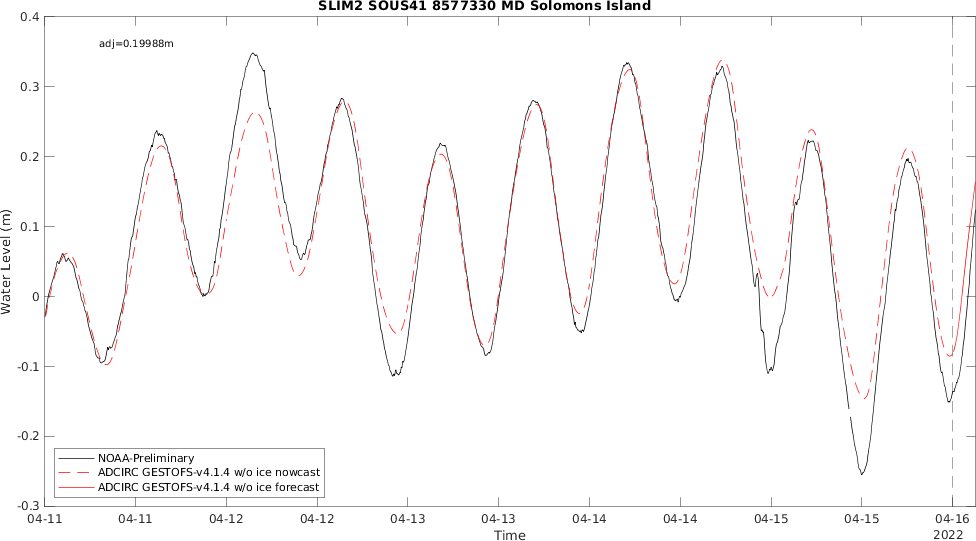 SLIM2 SOUS41 8577330 MD Solomons Island
adj=0.19988m
0.4
0.3
0.2
0.1
0
-0.1
-0.2
-0.3
Water Level (m)
NOAA-Preliminary
ADCIRC GESTOFS-v4.1.4 w/o ice nowcast
ADCIRC GESTOFS-v4.1.4 w/o ice forecast
04-11 04-11 04-12 04-12 04-13 04-13 04-14 04-14 04-15 04-15 04-16
2022
Time